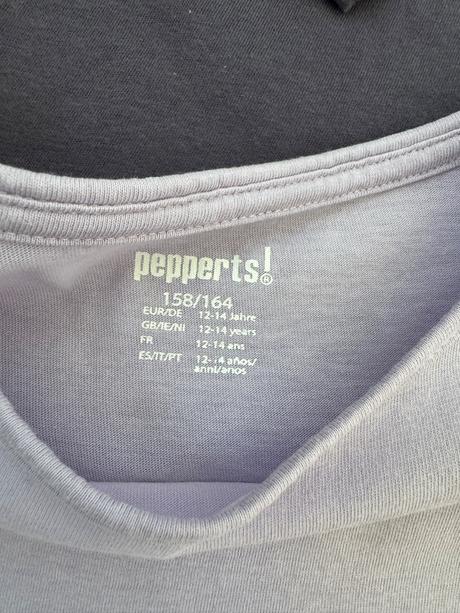 pepperts!®
158/164
EUR/DE 12-14 Jahre
GB/IE/NI 12-14 years
FR 12-14 ans
ES/IT/PT 12-14 años/
anni/anos